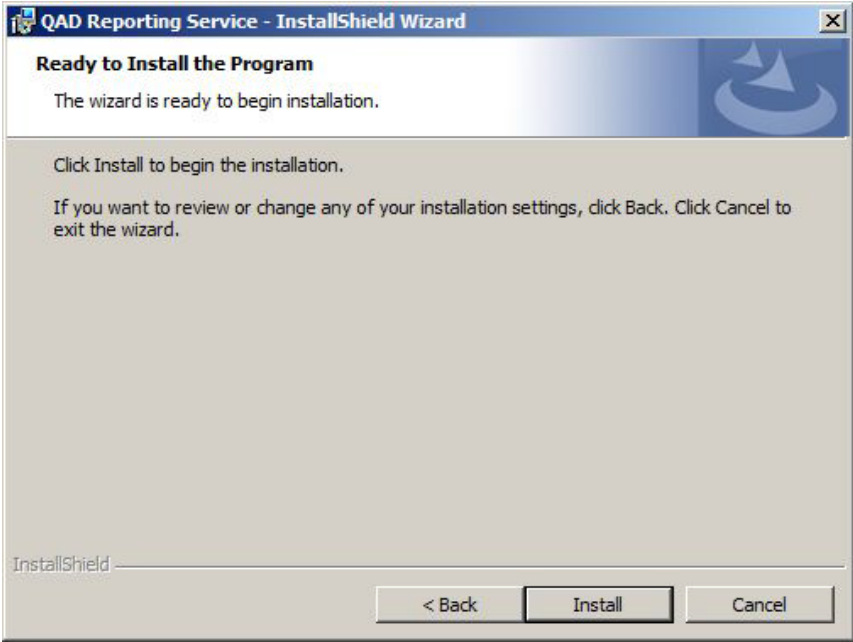 QAD Reporting Service - InstallShield Wizard
Ready to Install the Program
The wizard is ready to begin installation.
Click Install to begin the installation.
If you want to review or change any of your installation settings, click Back. Click Cancel to
exit the wizard.
InstallShield
< Back
Install
Cancel